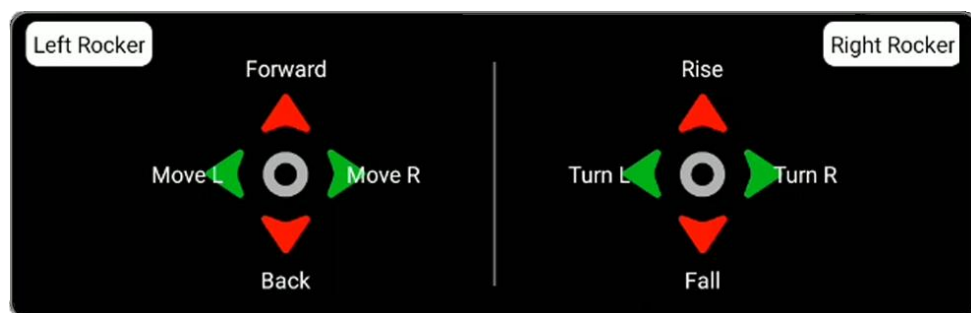 Left Rocker
Right Rocker
Forward
Rise
Move L
Move R
Turn L
Turn R
Back
Fall